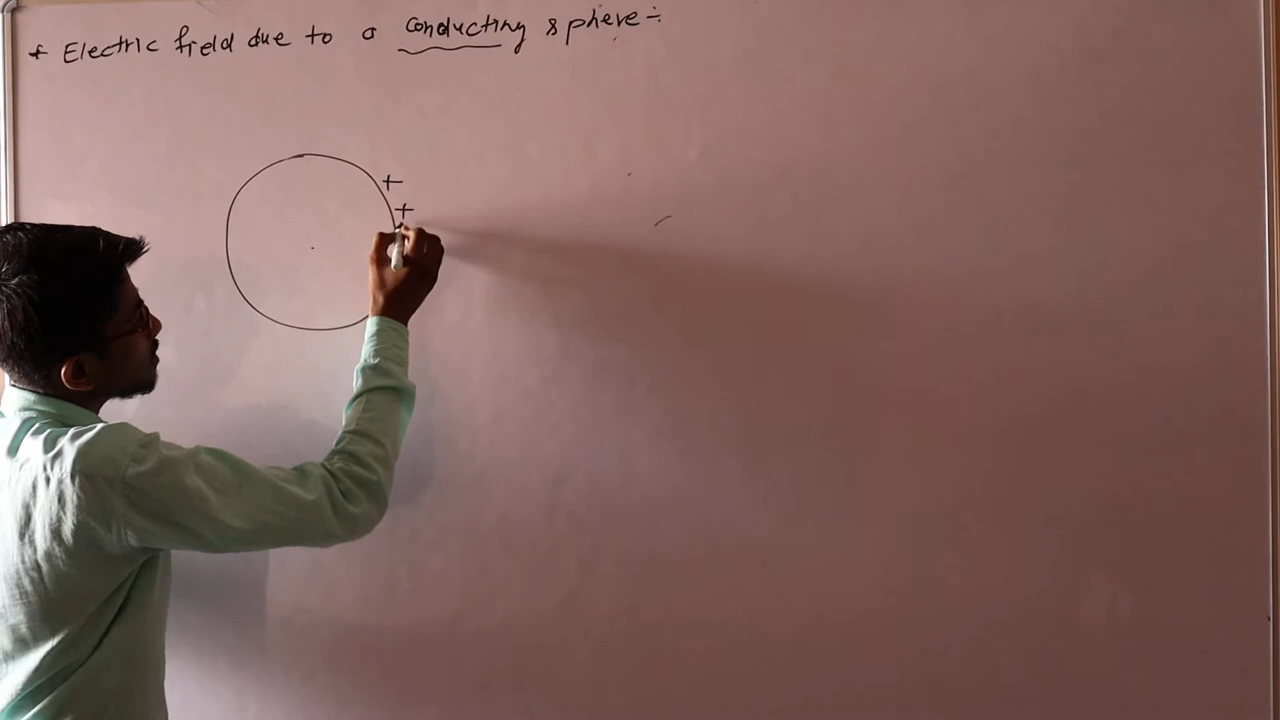 * Electric field due to a conducting sphere ÷
+
+